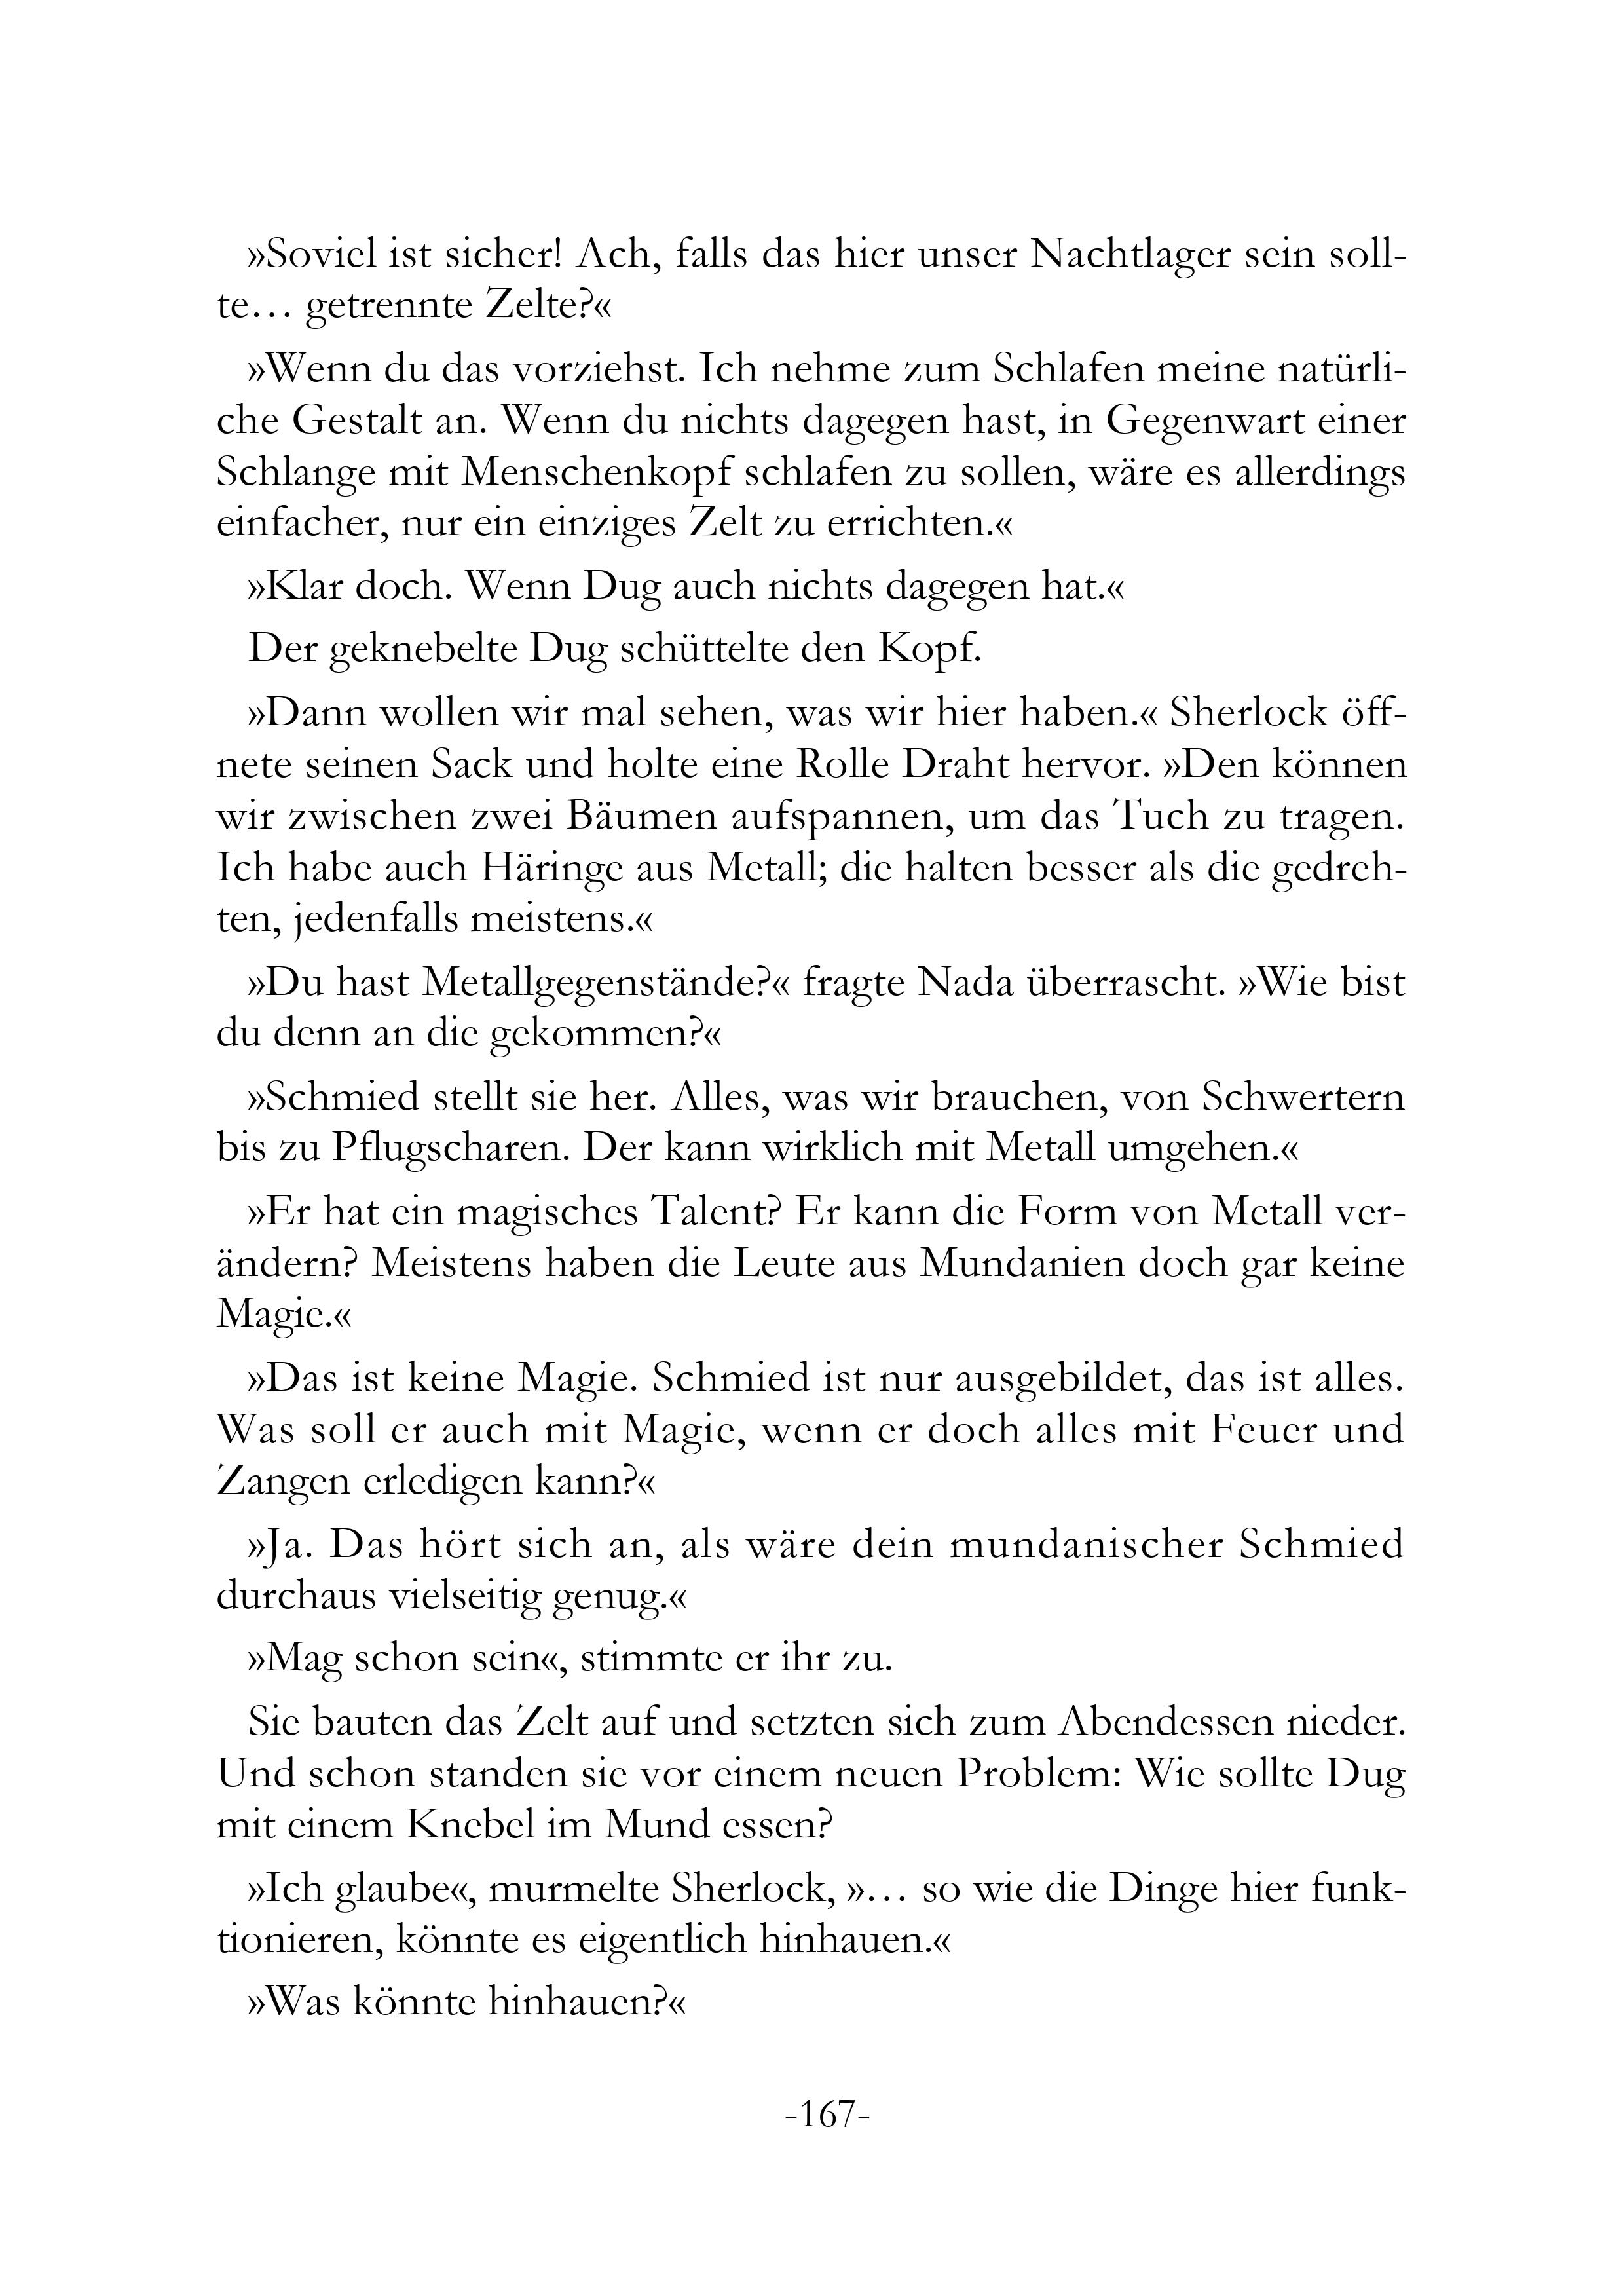 »Soviel ist sicher! Ach, falls das hier unser Nachtlager sein soll-
te… getrennte Zelte?«
»Wenn du das vorziehst. Ich nehme zum Schlafen meine natürli-
che Gestalt an. Wenn du nichts dagegen hast, in Gegenwart einer
Schlange mit Menschenkopf schlafen zu sollen, wäre es allerdings
einfacher, nur ein einziges Zelt zu errichten.«
»Klar doch. Wenn Dug auch nichts dagegen hat.«
Der geknebelte Dug schüttelte den Kopf.
»Dann wollen wir mal sehen, was wir hier haben.« Sherlock öff-
nete seinen Sack und holte eine Rolle Draht hervor. »Den können
wir zwischen zwei Bäumen aufspannen, um das Tuch zu tragen.
Ich habe auch Häringe aus Metall; die halten besser als die gedreh-
ten, jedenfalls meistens.«
»Du hast Metallgegenstände?« fragte Nada überrascht. »Wie bist
du denn an die gekommen?«
»Schmied stellt sie her. Alles, was wir brauchen, von Schwertern
bis zu Pflugscharen. Der kann wirklich mit Metall umgehen.«
»Er hat ein magisches Talent? Er kann die Form von Metall ver-
ändern? Meistens haben die Leute aus Mundanien doch gar keine
Magie.«
»Das ist keine Magie. Schmied ist nur ausgebildet, das ist alles.
Was soll er auch mit Magie, wenn er doch alles mit Feuer und
Zangen erledigen kann?«
»Ja. Das hört sich an, als wäre dein mundanischer Schmied
durchaus vielseitig genug.«
»Mag schon sein«, stimmte er ihr zu.
Sie bauten das Zelt auf und setzten sich zum Abendessen nieder.
Und schon standen sie vor einem neuen Problem: Wie sollte Dug
mit einem Knebel im Mund essen?
»Ich glaube«, murmelte Sherlock, »… so wie die Dinge hier funk-
tionieren, könnte es eigentlich hinhauen.«
»Was könnte hinhauen?«
-167-